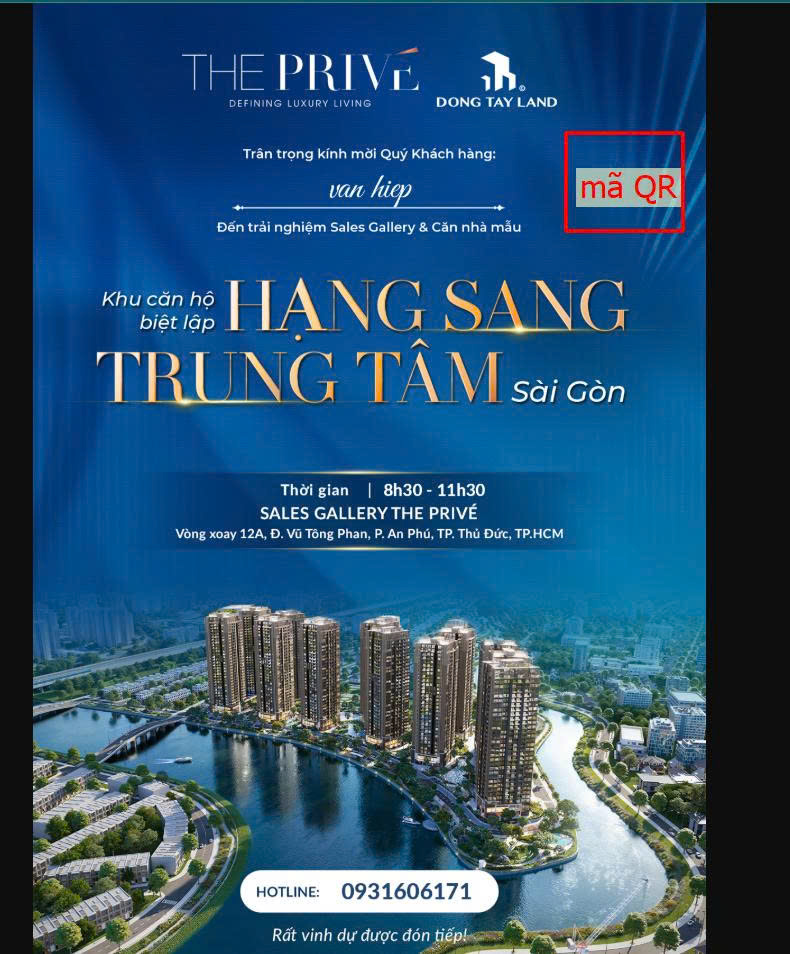 THE PRIVÉ
DEFINING LUXURY LIVING
DONG TAY LAND
Trân trọng kính mời Quý Khách hàng:
van hiep
Đến trải nghiệm Sales Gallery & Căn nhà mẫu
mã QR
Khu căn hộ
biệt lập
HẠNG SANG
TRUNG TÂM Sài Gòn
Thời gian | 8h30 - 11h30
SALES GALLERY THE PRIVÉ
Vòng xoay 12A, Đ. Vũ Tông Phan, P. An Phú, TP. Thủ Đức, TP.HCM
HOTLINE: 0931606171
Rất vinh dự được đón tiếp!